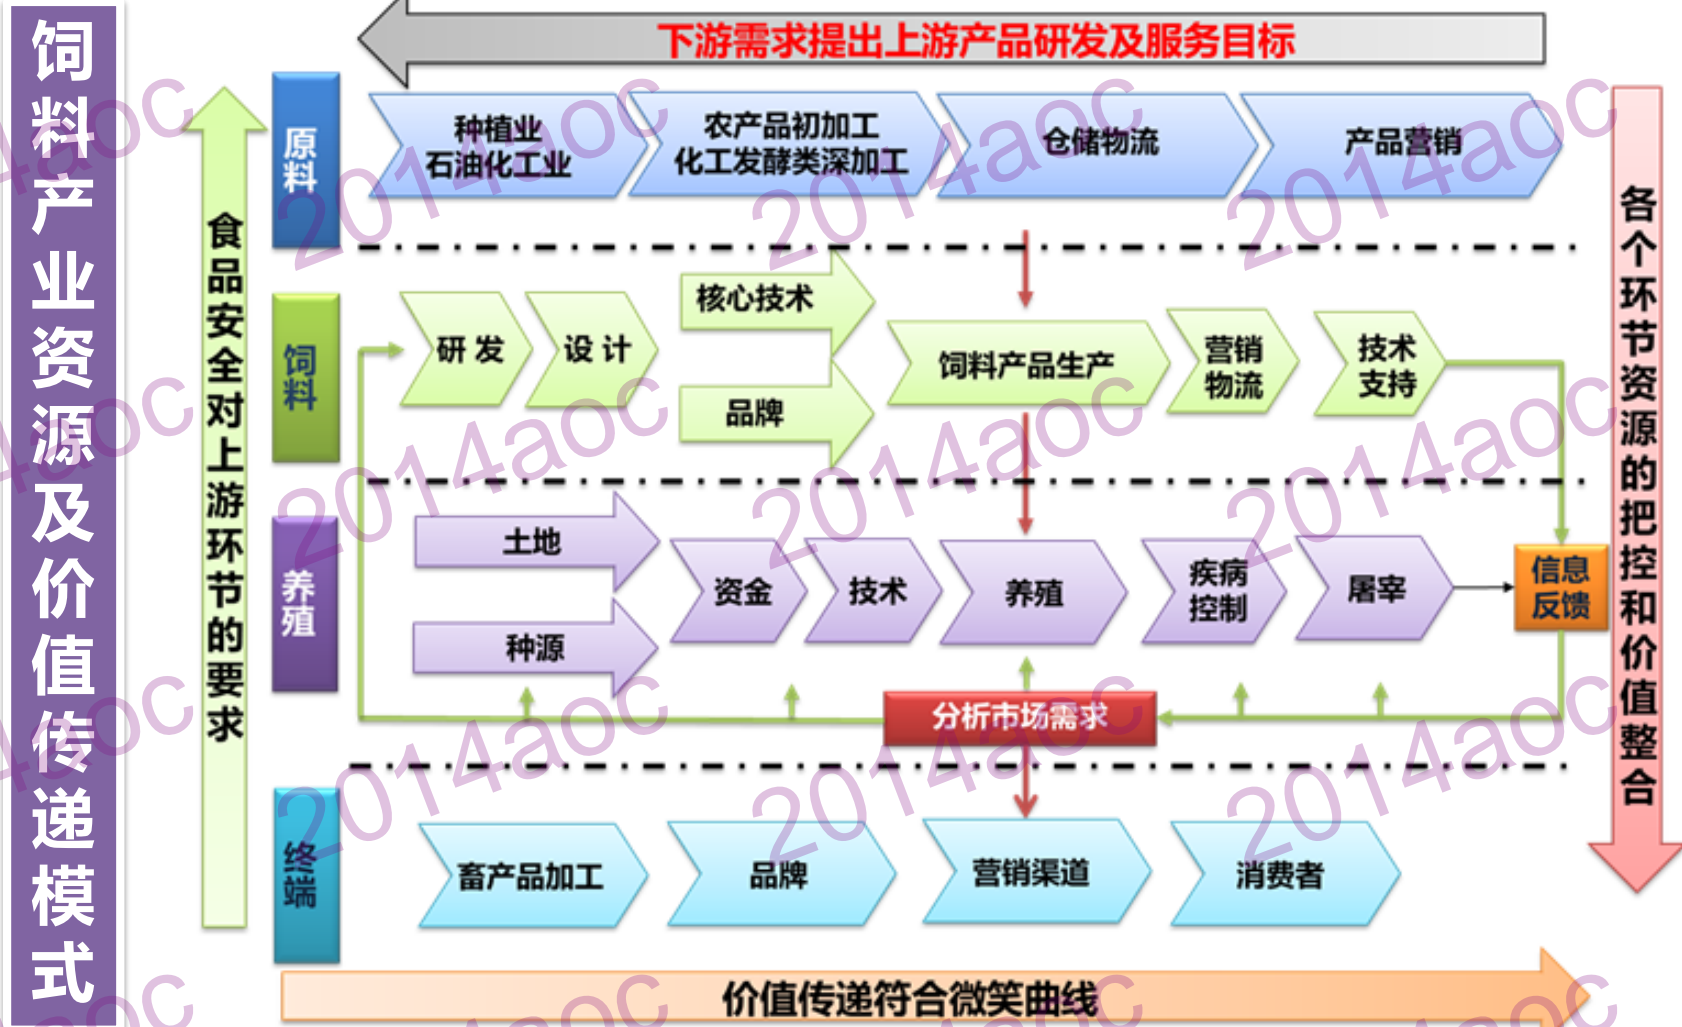 饲料产业资源及价值传递模式
下游需求提出上游产品研发及服务目标
食品安全对上游环节的要求
各个环节资源的把控和价值整合
原料
种植业
石油化工业
农产品初加工
化工发酵类深加工
仓储物流
产品营销
饲料
研 发
设 计
核心技术
品牌
饲料产品生产
营销
物流
技术
支持
养殖
土地
种源
资金
技术
养殖
疾病
控制
屠宰
信息
反馈
分析市场需求
终端
畜产品加工
品牌
营销渠道
消费者
价值传递符合微笑曲线
2014aoc